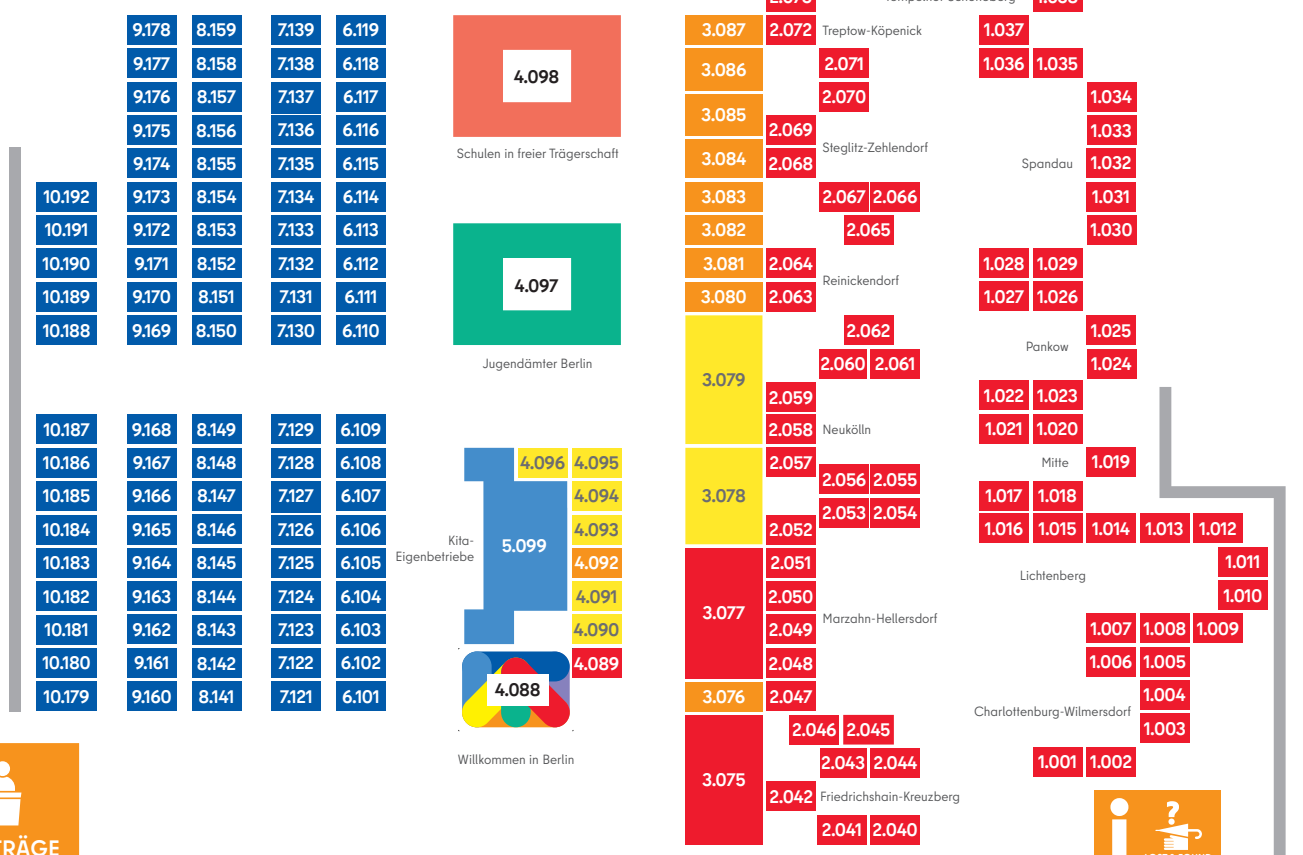 Tempelhof-Schöneberg
9.178 8.159 7.139 6.119 3.087 2.072 Treptow-Köpenick 1.037
9.177 8.158 7.138 6.118 4.098 3.086 2.071 1.036 1.035
9.176 8.157 7.137 6.117 2.070 1.034
9.175 8.156 7.136 6.116 3.085 2.069 1.033
9.174 8.155 7.135 6.115 Schulen in freier Trägerschaft 3.084 2.068 Steglitz-Zehlendorf Spandau 1.032
10.192 9.173 8.154 7.134 6.114 3.083 2.067 2.066 1.031
10.191 9.172 8.153 7.133 6.113 3.082 2.065 1.030
10.190 9.171 8.152 7.132 6.112 3.081 2.064 1.028 1.029
10.189 9.170 8.151 7.131 6.111 4.097 3.080 2.063 Reinickendorf 1.027 1.026
10.188 9.169 8.150 7.130 6.110 2.062 1.025
Jugendämter Berlin 3.079 2.060 2.061 Pankow 1.024
2.059 1.022 1.023
10.187 9.168 8.149 7.129 6.109 2.058 Neukölln 1.021 1.020
10.186 9.167 8.148 7.128 6.108 4.096 4.095 2.057 Mitte 1.019
10.185 9.166 8.147 7.127 6.107 4.094 3.078 2.056 2.055 1.017 1.018
10.184 9.165 8.146 7.126 6.106 4.093 2.053 2.054 2.052 1.016 1.015 1.014 1.013 1.012
10.183 9.164 8.145 7.125 6.105 Kita-
Eigenbetriebe 5.099 4.092 2.051 1.011
10.182 9.163 8.144 7.124 6.104 4.091 2.050 Lichtenberg 1.010
10.181 9.162 8.143 7.123 6.103 4.090 3.077 2.049 Marzahn-Hellersdorf 1.007 1.008 1.009
10.180 9.161 8.142 7.122 6.102 4.089 2.048 1.006 1.005
10.179 9.160 8.141 7.121 6.101 4.088 3.076 2.047 1.004
2.046 2.045 Charlottenburg-Wilmersdorf 1.003
Willkommen in Berlin 2.043 2.044 1.001 1.002
3.075 2.042 Friedrichshain-Kreuzberg
2.041 2.040
i ?
TRÄGE